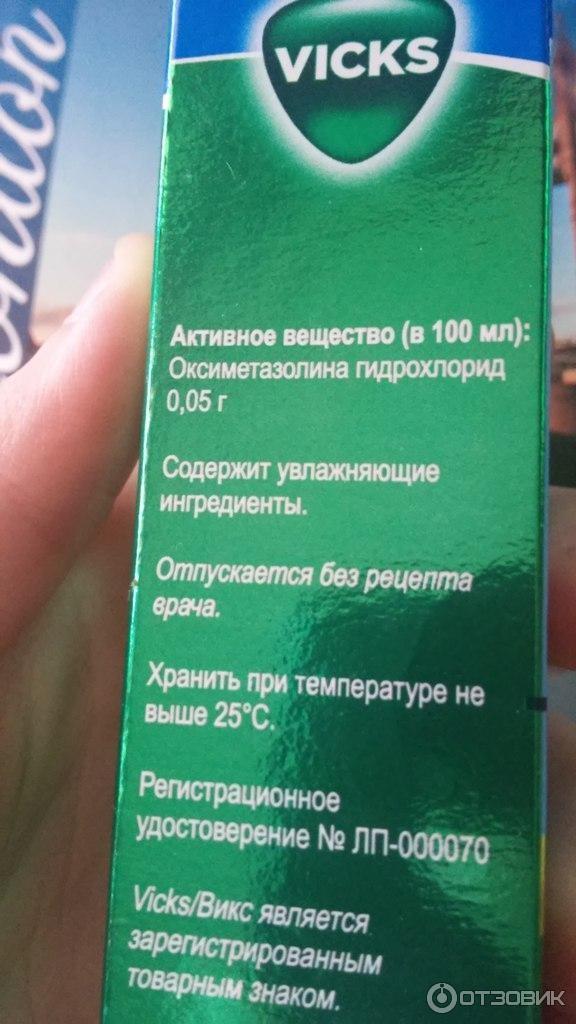 VICKS
Активное вещество (в 100 мл):
Оксиметазолина гидрохлорид
0,05 г
Содержит увлажняющие
ингредиенты.
Отпускается без рецепта
врача.
Хранить при температуре не
выше 25°C.
Регистрационное
удостоверение № ЛП-000070
Vicks/Викс является
зарегистрированным
товарным знаком.
ОТЗОВИК